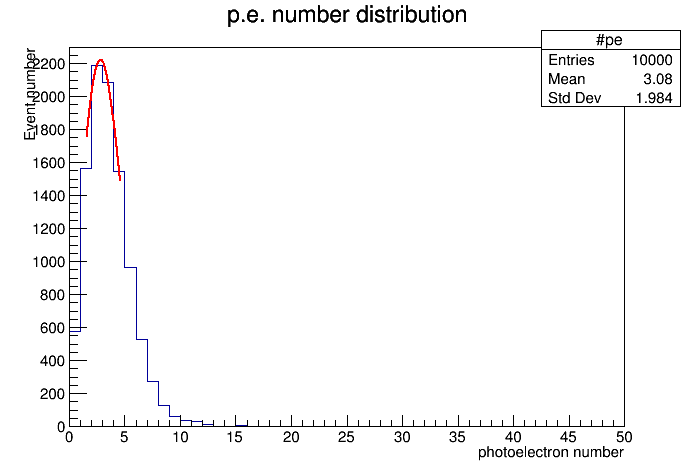 p.e. number distribution
#pe
Entries 10000
Mean 3.08
Std Dev 1.984
Event number
2200
2000
1800
1600
1400
1200
1000
800
600
400
200
0
0 5 10 15 20 25 30 35 40 45 50
photoelectron number